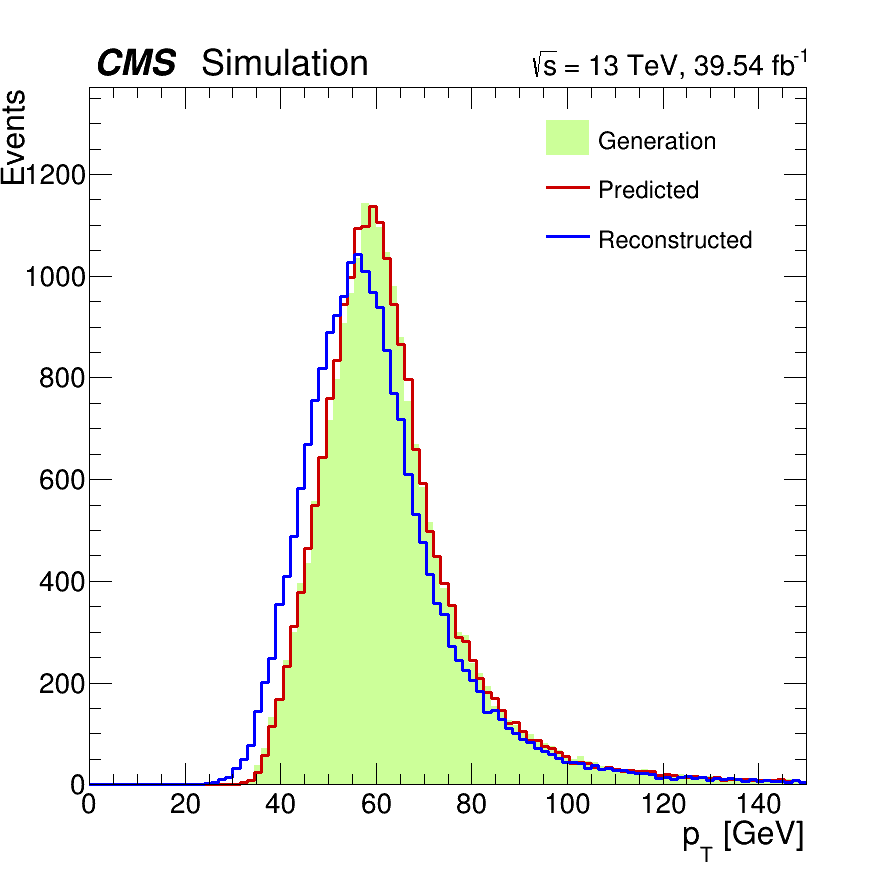 CMS Simulation
√s = 13 TeV, 39.54 fb⁻¹
Events
Generation
Predicted
Reconstructed
1200
1000
800
600
400
200
0
0 20 40 60 80 100 120 140
p_T [GeV]